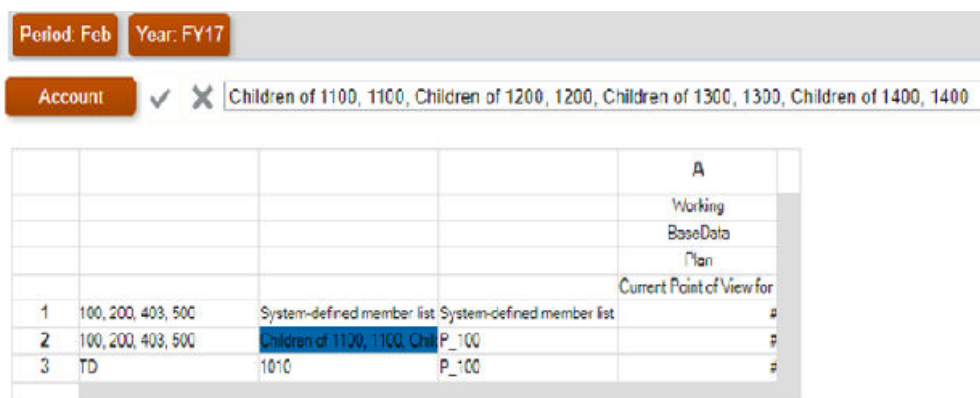 Period: Feb Year: FY17
Account Children of 1100, 1100, Children of 1200, 1200, Children of 1300, 1300, Children of 1400, 1400
A
Working
BaseData
Plan
Current Point of View for
1 100, 200, 403, 500 System-defined member list System-defined member list #
2 100, 200, 403, 500 Children of 1100, 1100, Chil P_100 #
3 TD 1010 P_100 #